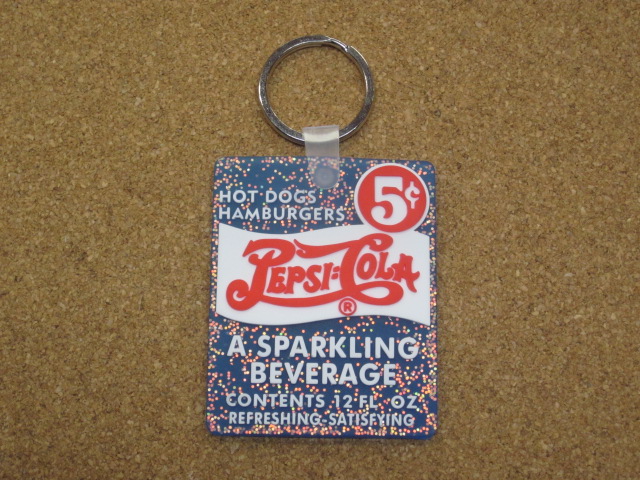 HOT DOGS
HAMBURGERS
5¢
PEPSI:COLA
®
A SPARKLING
BEVERAGE
CONTENTS 12 FL. OZ.
REFRESHING-SATISFYING